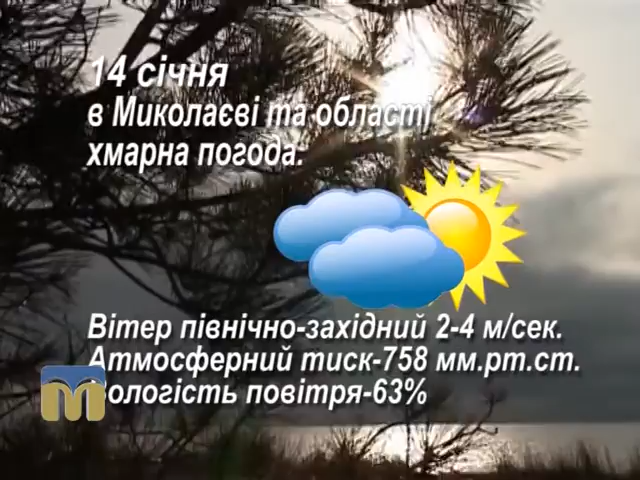 14 січня
в Миколаєві та області
хмарна погода.
Вітер північно-західний 2-4 м/сек.
Атмосферний тиск-758 мм.рт.ст.
Вологість повітря-63%